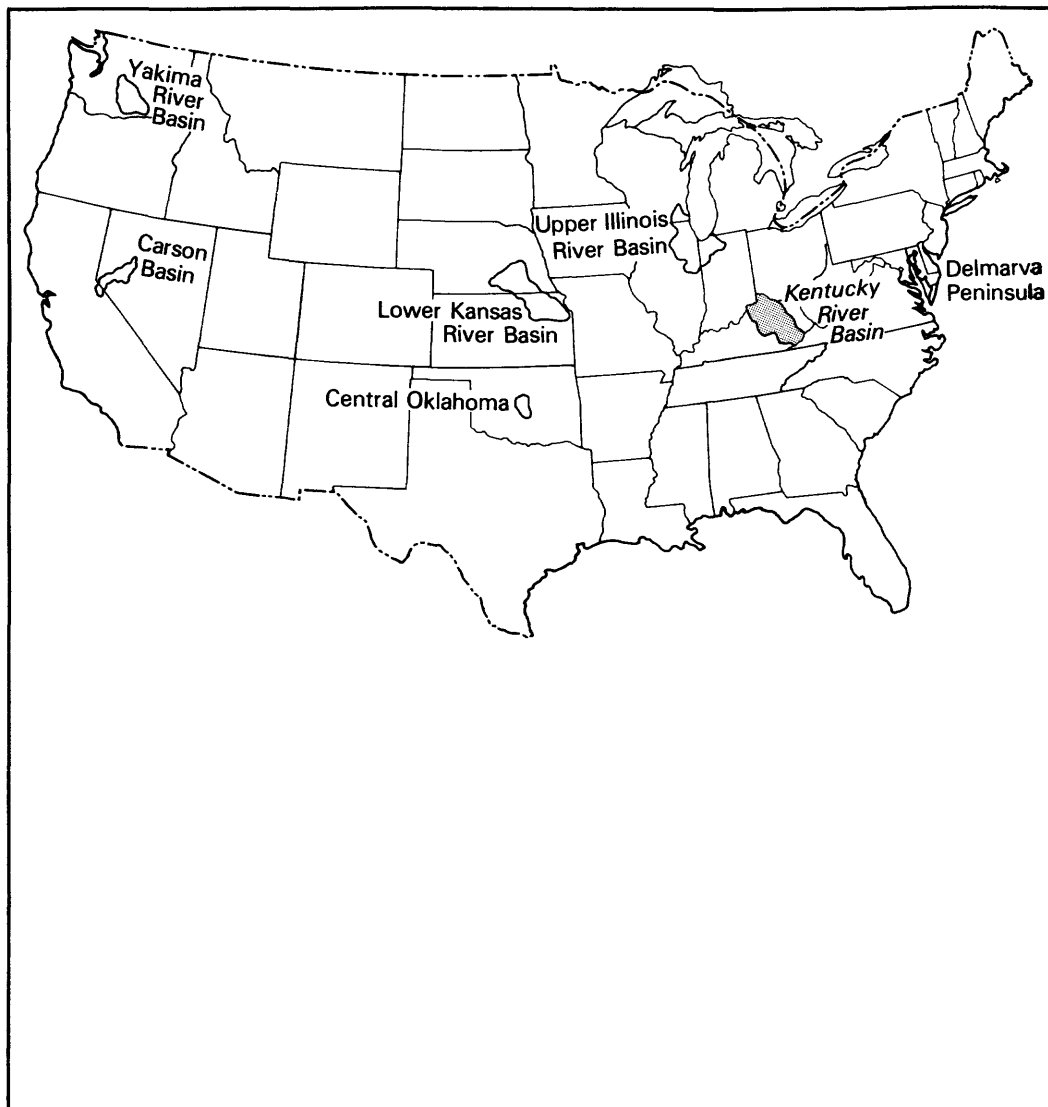 Yakima
River
Basin
Carson
Basin
Upper Illinois
River Basin
Lower Kansas
River Basin
Central Oklahoma
Kentucky
River
Basin
Delmarva
Peninsula